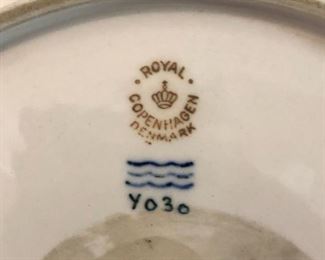 · ROYAL ·
COPENHAGEN
DENMARK
Y030